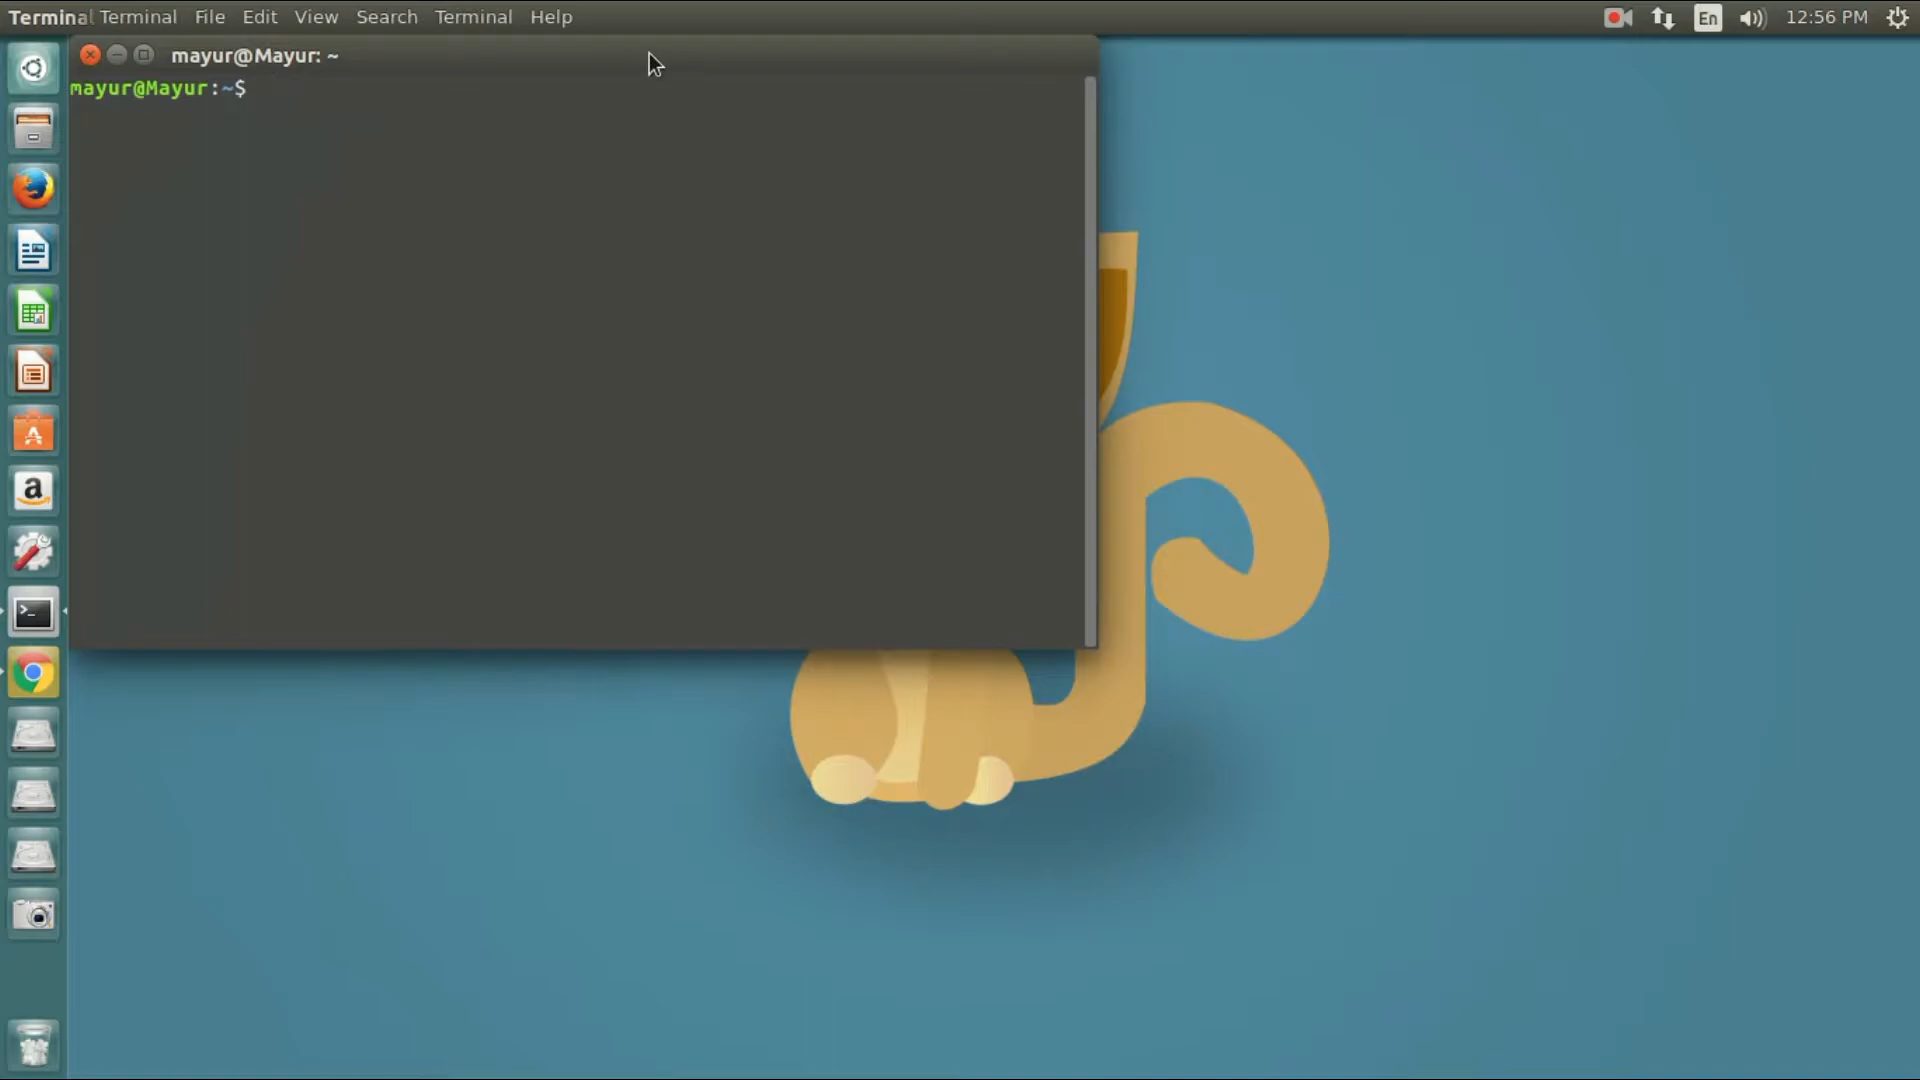 Terminal Terminal File Edit View Search Terminal Help En 12:56 PM
mayur@Mayur: ~
mayur@Mayur:~$
a
>_